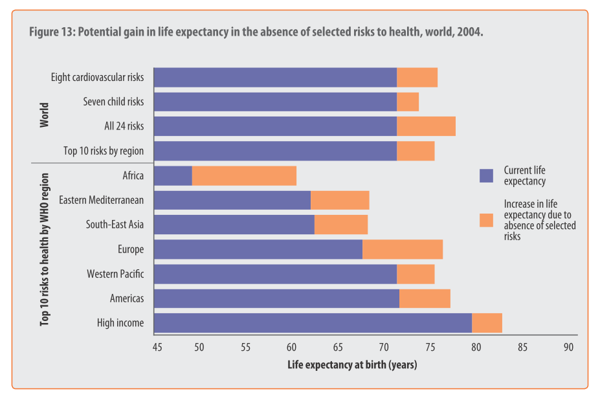 Figure 13: Potential gain in life expectancy in the absence of selected risks to health, world, 2004.
World
Eight cardiovascular risks
Seven child risks
All 24 risks
Top 10 risks by region
Top 10 risks to health by WHO region
Africa
Eastern Mediterranean
South-East Asia
Europe
Western Pacific
Americas
High income
Current life
expectancy
Increase in life
expectancy due to
absence of selected
risks
45 50 55 60 65 70 75 80 85 90
Life expectancy at birth (years)